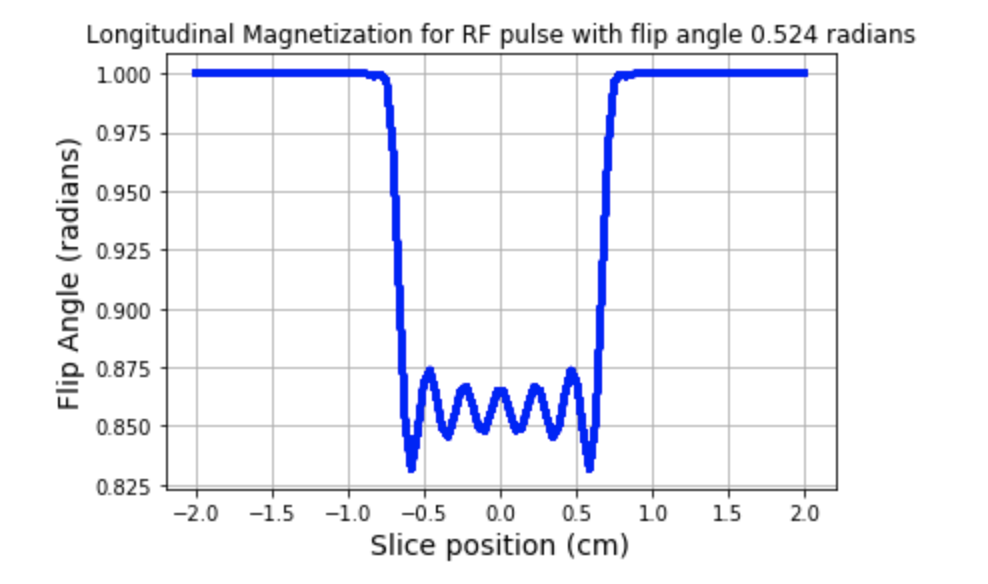 Longitudinal Magnetization for RF pulse with flip angle 0.524 radians
1.000
0.975
0.950
0.925
0.900
0.875
0.850
0.825
Flip Angle (radians)
−2.0 −1.5 −1.0 −0.5 0.0 0.5 1.0 1.5 2.0
Slice position (cm)